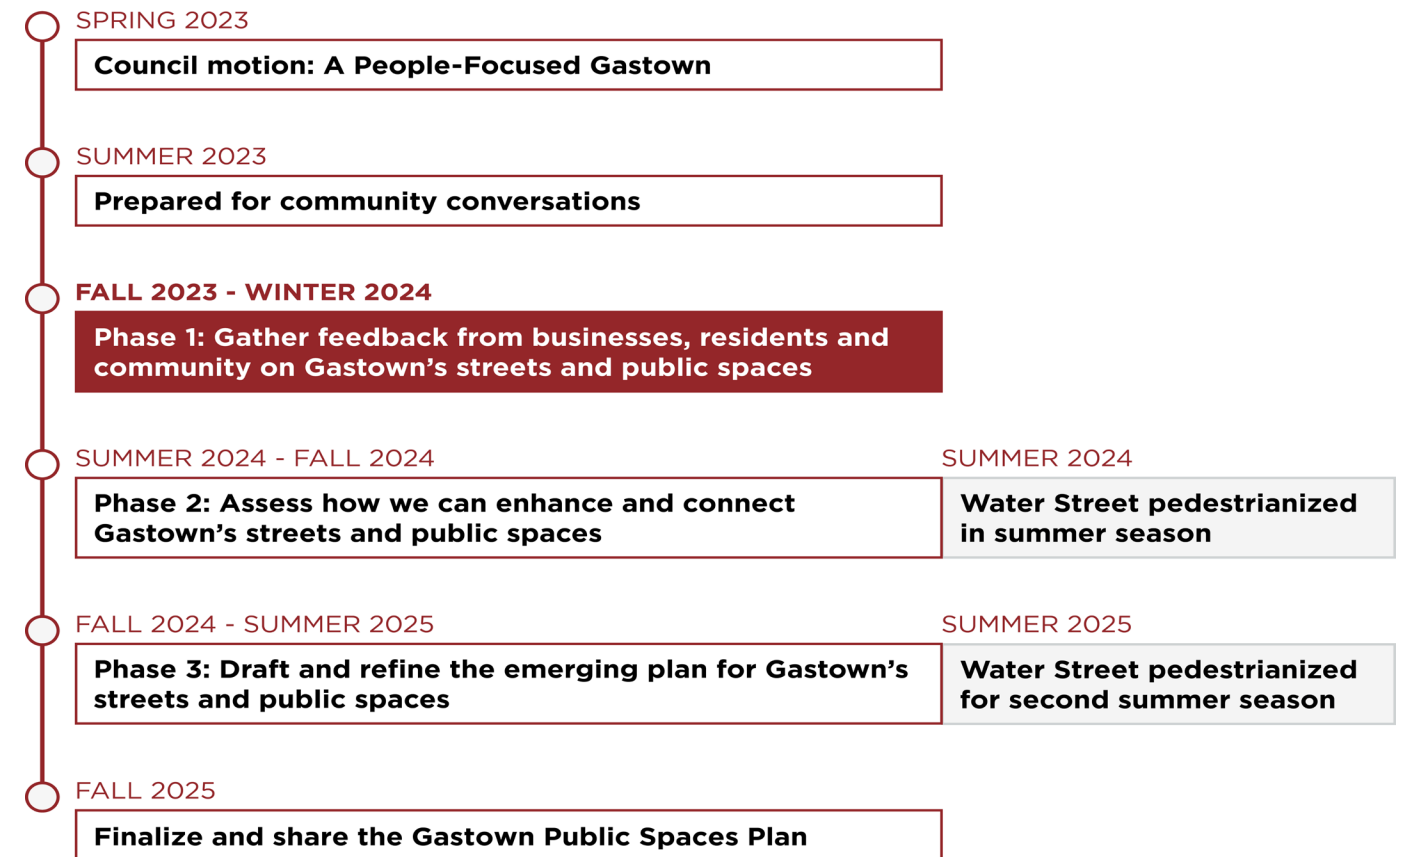 SPRING 2023
Council motion: A People-Focused Gastown
SUMMER 2023
Prepared for community conversations
FALL 2023 - WINTER 2024
Phase 1: Gather feedback from businesses, residents and
community on Gastown’s streets and public spaces
SUMMER 2024 - FALL 2024
Phase 2: Assess how we can enhance and connect
Gastown’s streets and public spaces
SUMMER 2024
Water Street pedestrianized
in summer season
FALL 2024 - SUMMER 2025
Phase 3: Draft and refine the emerging plan for Gastown’s
streets and public spaces
SUMMER 2025
Water Street pedestrianized
for second summer season
FALL 2025
Finalize and share the Gastown Public Spaces Plan